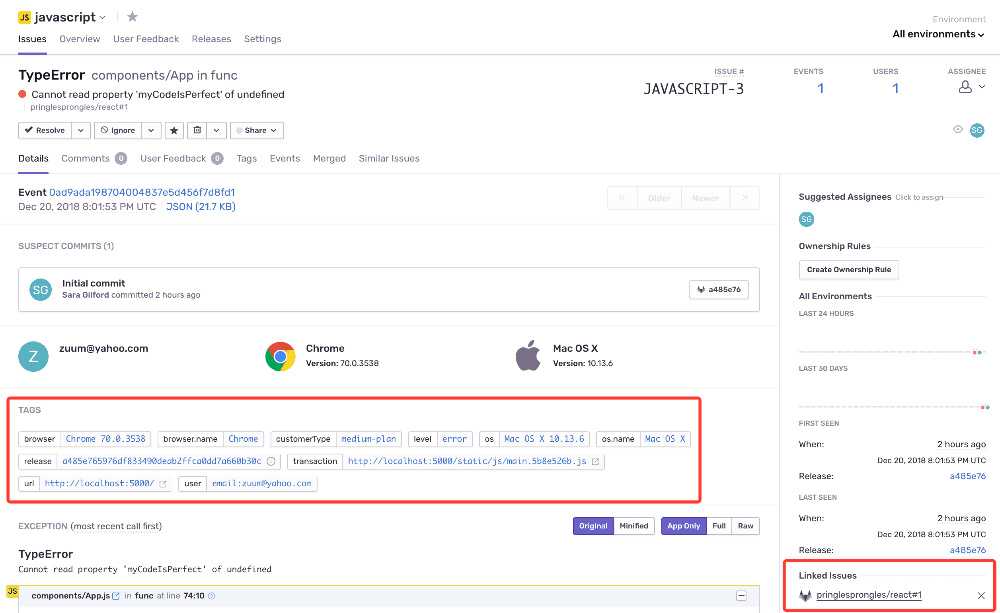 JS javascript
Environment
All environments
Issues Overview User Feedback Releases Settings
TypeError components/App in func
Cannot read property 'myCodeIsPerfect' of undefined
pringlesprongles/react#1
ISSUE # EVENTS USERS ASSIGNEE
JAVASCRIPT-3 1 1
Resolve Ignore Share
SG
Details Comments 0 User Feedback 0 Tags Events Merged Similar Issues
Event 0ad9ada198704004837e5d456f7d8fd1
Dec 20, 2018 8:01:53 PM UTC JSON (21.7 KB)
Older Newer
SUSPECT COMMITS (1)
SG Initial commit
Sara Gilford committed 2 hours ago
a485e76
Z zuum@yahoo.com
Chrome
Version: 70.0.3538
Mac OS X
Version: 10.13.6
TAGS
browser Chrome 70.0.3538 browser.name Chrome customerType medium-plan level error os Mac OS X 10.13.6 os.name Mac OS X
release a485e765976df833490deab2ffca0dd7a660b30c transaction http://localhost:5000/static/js/main.5b8e526b.js
url http://localhost:5000/ user email:zuum@yahoo.com
EXCEPTION (most recent call first)
Original Minified App Only Full Raw
TypeError
Cannot read property 'myCodeIsPerfect' of undefined
JS components/App.js in func at line 74:10
Suggested Assignees Click to assign
SG
Ownership Rules
Create Ownership Rule
All Environments
LAST 24 HOURS
LAST 30 DAYS
FIRST SEEN
When: 2 hours ago
Dec 20, 2018 8:01:53 PM UTC
Release: a485e76
LAST SEEN
When: 2 hours ago
Dec 20, 2018 8:01:53 PM UTC
Release: a485e76
Linked Issues
pringlesprongles/react#1